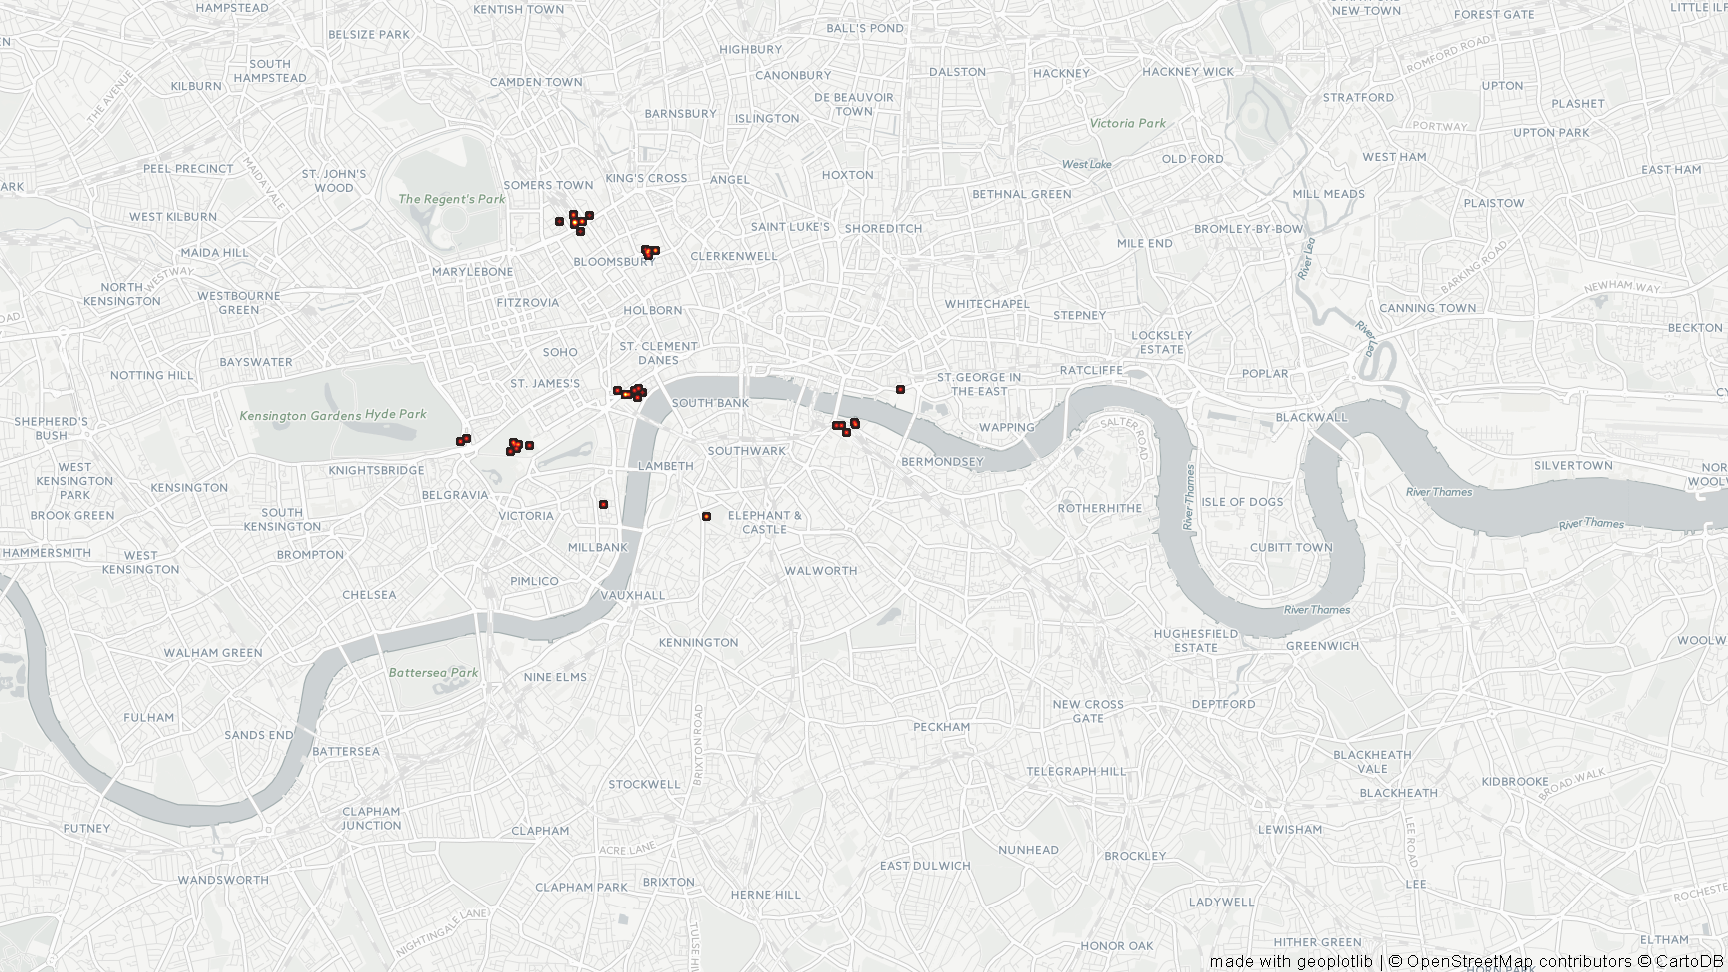 HAMPSTEAD
KENTISH TOWN
BALL'S POND
NEW TOWN
FOREST GATE
BELSIZE PARK
HIGHBURY
ROMFORD ROAD
SOUTH
HAMPSTEAD
KILBURN
THE AVENUE
CAMDEN TOWN
CANONBURY
DALSTON
HACKNEY
HACKNEY WICK
UPTON
PLASHET
DE BEAUVOIR
TOWN
STRATFORD
BARNSBURY
ISLINGTON
Victoria Park
PORTWAY
UPTON PARK
PEEL PRECINCT
MAIDA VALE
ST. JOHN'S
WOOD
SOMERS TOWN
KING'S CROSS
ANGEL
HOXTON
West Lake
OLD FORD
WEST HAM
EAST HAM
The Regent's Park
BETHNAL GREEN
MILL MEADS
PLAISTOW
WEST KILBURN
SAINT LUKE'S
SHOREDITCH
BROMLEY-BY-BOW
MAIDA HILL
MILE END
River Lea
BARKING ROAD
BLOOMSBURY
CLERKENWELL
MARYLEBONE
WESTWAY
NORTH
KENSINGTON
WESTBOURNE
GREEN
FITZROVIA
HOLBORN
WHITECHAPEL
STEPNEY
NEWHAM WAY
CANNING TOWN
BECKTON
LOCKSLEY
ESTATE
River Lea
SOHO
ST. CLEMENT
DANES
BAYSWATER
NOTTING HILL
ST. JAMES'S
ST.GEORGE IN
THE EAST
RATCLIFFE
POPLAR
SOUTH BANK
Kensington Gardens
Hyde Park
SHEPHERD'S
BUSH
WAPPING
SALTER ROAD
BLACKWALL
SOUTHWARK
BERMONDSEY
LAMBETH
KNIGHTSBRIDGE
WEST
KENSINGTON
PARK
KENSINGTON
BELGRAVIA
SILVERTOWN
River Thames
River Thames
ISLE OF DOGS
ROTHERHITHE
BROOK GREEN
SOUTH
KENSINGTON
VICTORIA
ELEPHANT &
CASTLE
River Thames
HAMMERSMITH
WEST
KENSINGTON
BROMPTON
MILLBANK
CUBITT TOWN
WALWORTH
PIMLICO
CHELSEA
VAUXHALL
River Thames
KENNINGTON
HUGHESFIELD
ESTATE
GREENWICH
WALHAM GREEN
Battersea Park
NINE ELMS
NEW CROSS
GATE
DEPTFORD
FULHAM
SANDS END
BRIXTON ROAD
PECKHAM
BATTERSEA
BLACKHEATH
VALE
TELEGRAPH HILL
KIDBROOKE
BROAD WALK
STOCKWELL
BLACKHEATH
CLAPHAM
JUNCTION
CLAPHAM
LEWISHAM
LEE ROAD
ACRE LANE
NUNHEAD
BROCKLEY
EAST DULWICH
WANDSWORTH
CLAPHAM PARK
BRIXTON
HERNE HILL
LEE
LADYWELL
NIGHTINGALE LANE
HONOR OAK
HITHER GREEN
ELTHAM
made with geoplotlib | © OpenStreetMap contributors © CartoDB